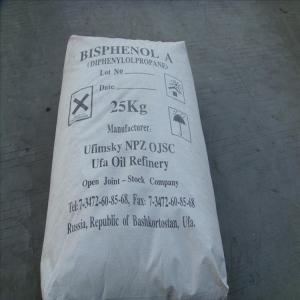 BISPHENOL A
(DIPHENYLOLPROPANE)
Lot No
Date
25Kg
Manufacturer:
Ufimsky NPZ OJSC
Ufa Oil Refinery
Open Joint - Stock Company
Tel: 7-3472-60-85-68, Fax: 7-3472-60-85-68
Russia, Republic of Bashkortostan, Ufa.